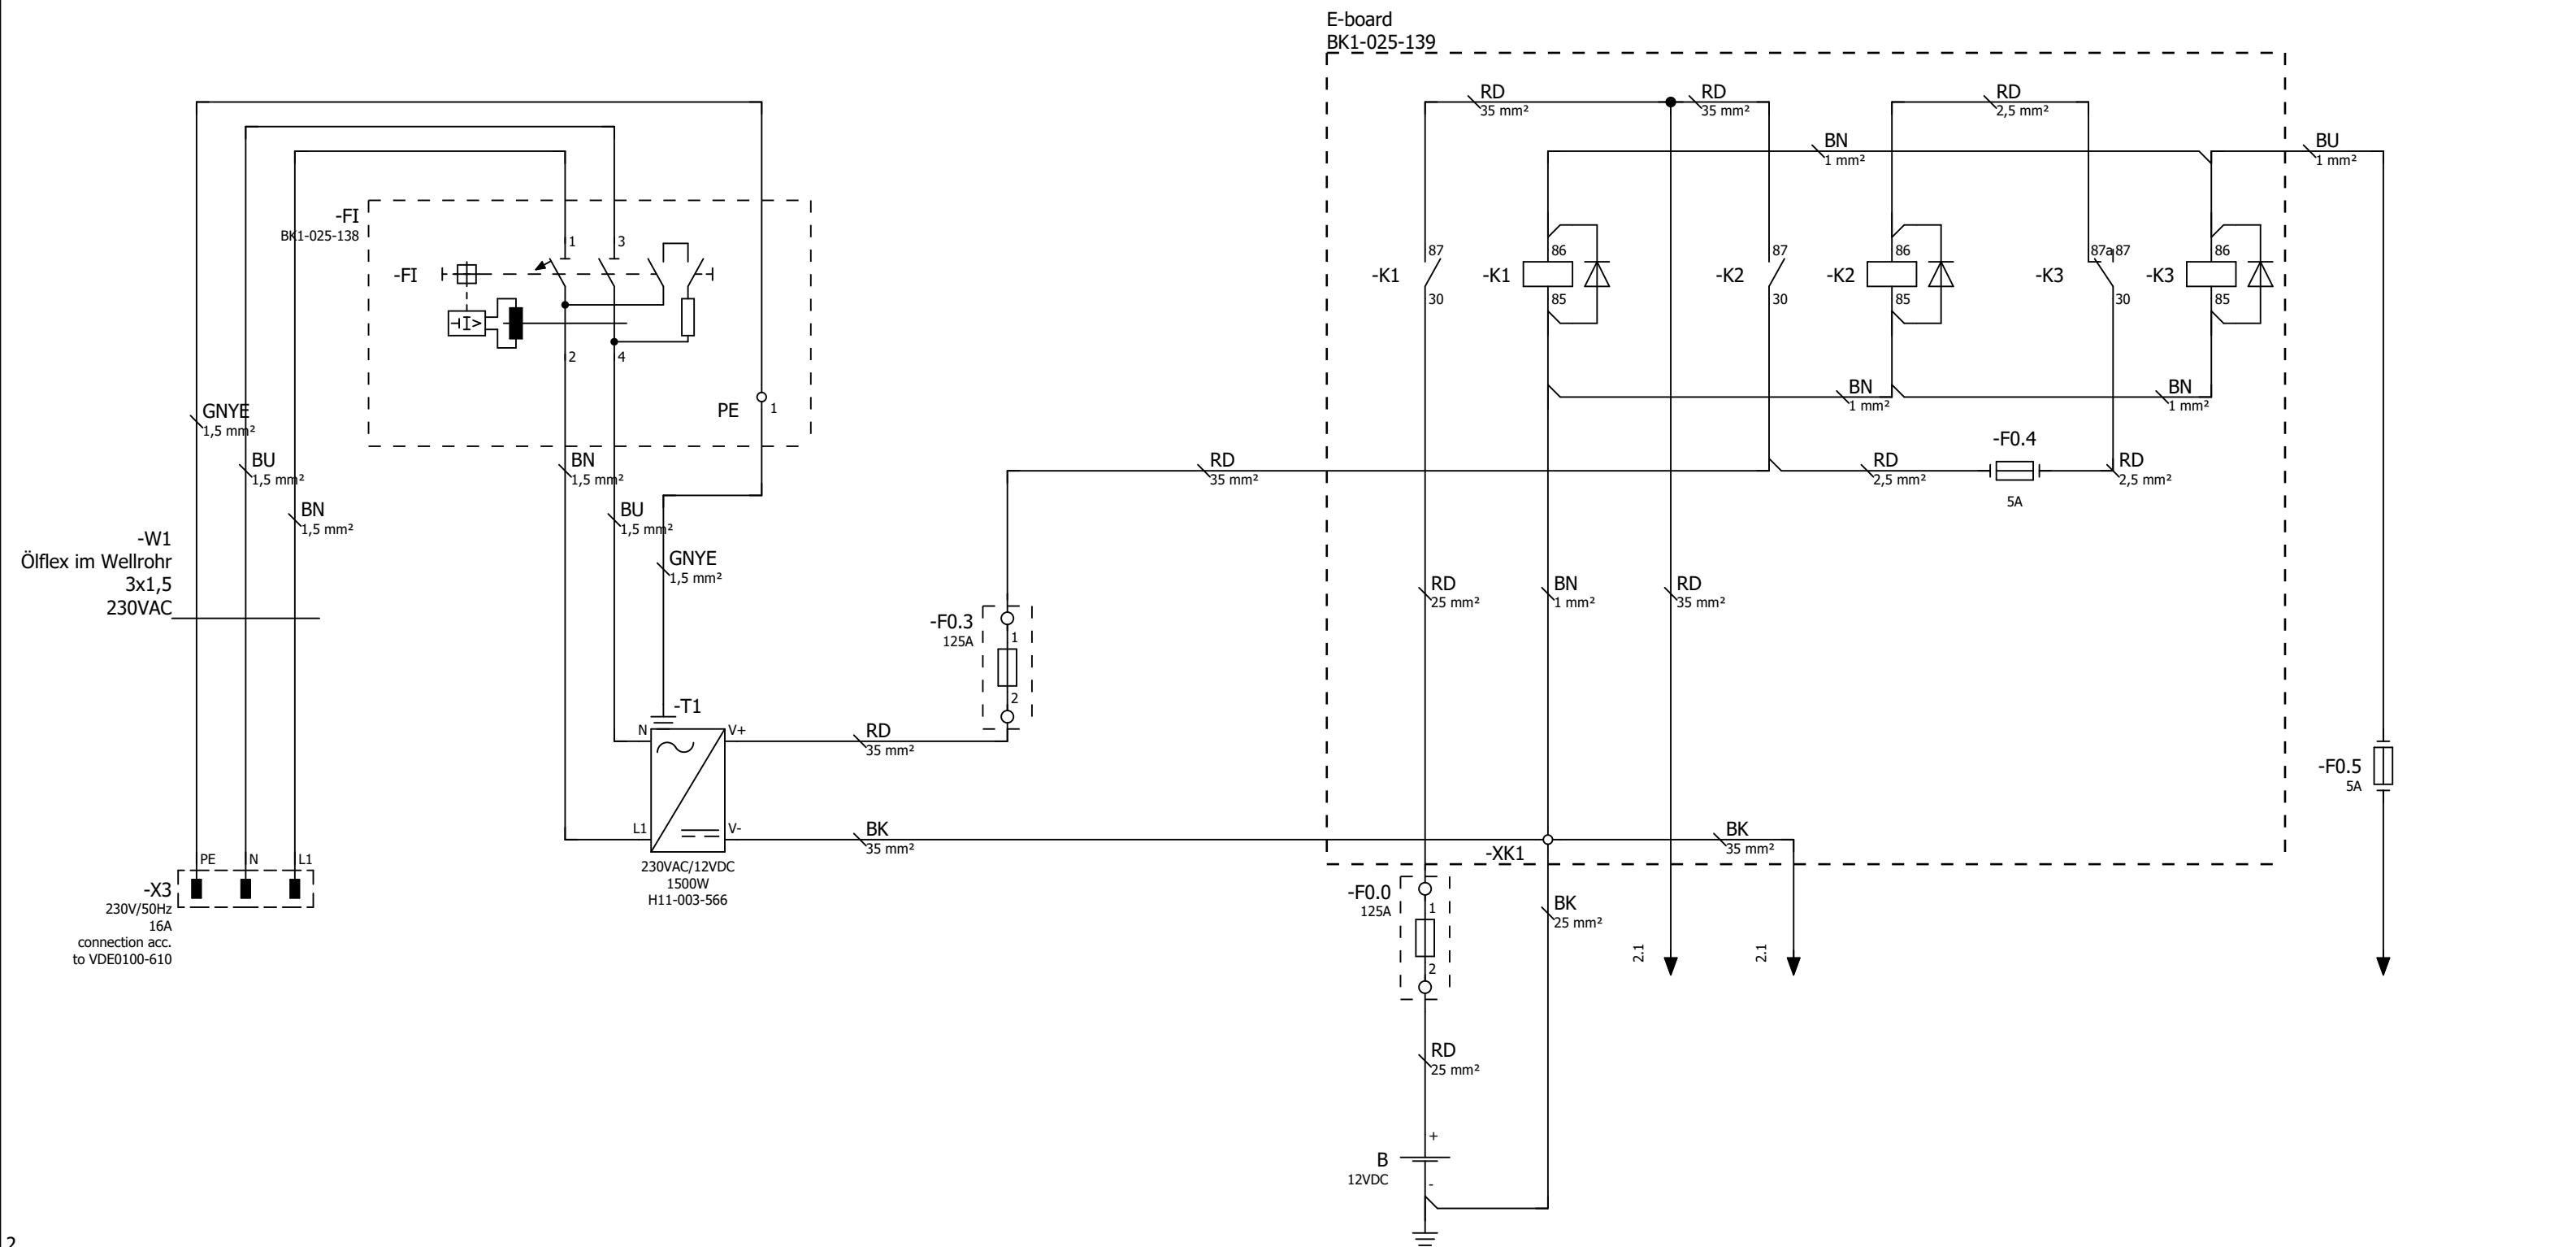 E-board
BK1-025-139
RD
35 mm²
RD
35 mm²
RD
2,5 mm²
BN
1 mm²
BU
1 mm²
-FI
BK1-025-138
1
3
-FI
2
4
PE
1
87
-K1
30
86
-K1
85
87
-K2
30
86
-K2
85
87a
87
-K3
30
86
-K3
85
BN
1 mm²
BN
1 mm²
GNYE
1,5 mm²
BU
1,5 mm²
BN
1,5 mm²
BN
1,5 mm²
BU
1,5 mm²
GNYE
1,5 mm²
RD
35 mm²
RD
2,5 mm²
-F0.4
5A
RD
2,5 mm²
-W1
Ölflex im Wellrohr
3x1,5
230VAC
-F0.3
125A
1
2
RD
25 mm²
BN
1 mm²
RD
35 mm²
-T1
N
V+
L1
V-
I>
230VAC/12VDC
1500W
H11-003-566
RD
35 mm²
BK
35 mm²
-XK1
BK
35 mm²
-F0.5
5A
PE
N
L1
-X3
230V/50Hz
16A
connection acc.
to VDE0100-610
-F0.0
125A
1
2
BK
25 mm²
2.1
2.1
RD
25 mm²
+
B
12VDC
-
2